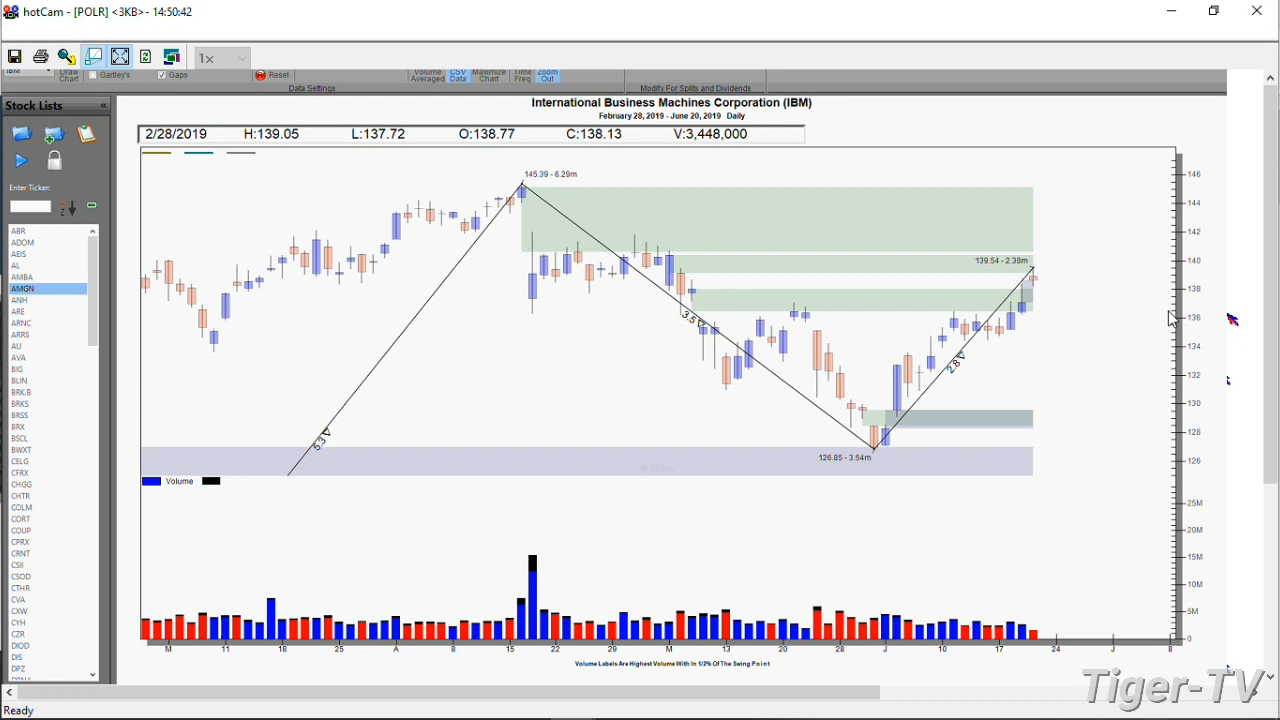 hotCam - [POLR] <3KB> - 14:50:42
1x
IBM
Draw Chart
Gartley's
Gaps
Reset
Volume Averaged
CSV Data
Maximize Chart
Time Freq
Zoom Out
Data Settings
Modify For Splits and Dividends
Stock Lists «
International Business Machines Corporation (IBM)
February 28, 2019 - June 20, 2019 Daily
2/28/2019 H:139.05 L:137.72 O:138.77 C:138.13 V:3,448,000
Enter Ticker:
ABR
ADOM
AEIS
AL
AMBA
AMGN
ANH
ARE
ARNC
ARRS
AU
AVA
BIG
BLIN
BRK.B
BRKS
BRSS
BRX
BSCL
BWXT
CELG
CFRX
CHGG
CHTR
COLM
CORT
COUP
CPRX
CRNT
CSII
CSOD
CTHR
CVA
CXW
CYH
CZR
DIOD
DIS
DPZ
145.39 - 6.29m
139.54 - 2.38m
126.85 - 3.54m
5.3
3.5
2.8
146
144
142
140
138
136
134
132
130
128
126
Volume
25M
20M
15M
10M
5M
0
M 11 18 25 A 8 15 22 29 M 13 20 28 J 10 17 24 J 8
Volume Labels Are Highest Volume With In 1/2% Of The Swing Point
Tiger-TV
Ready